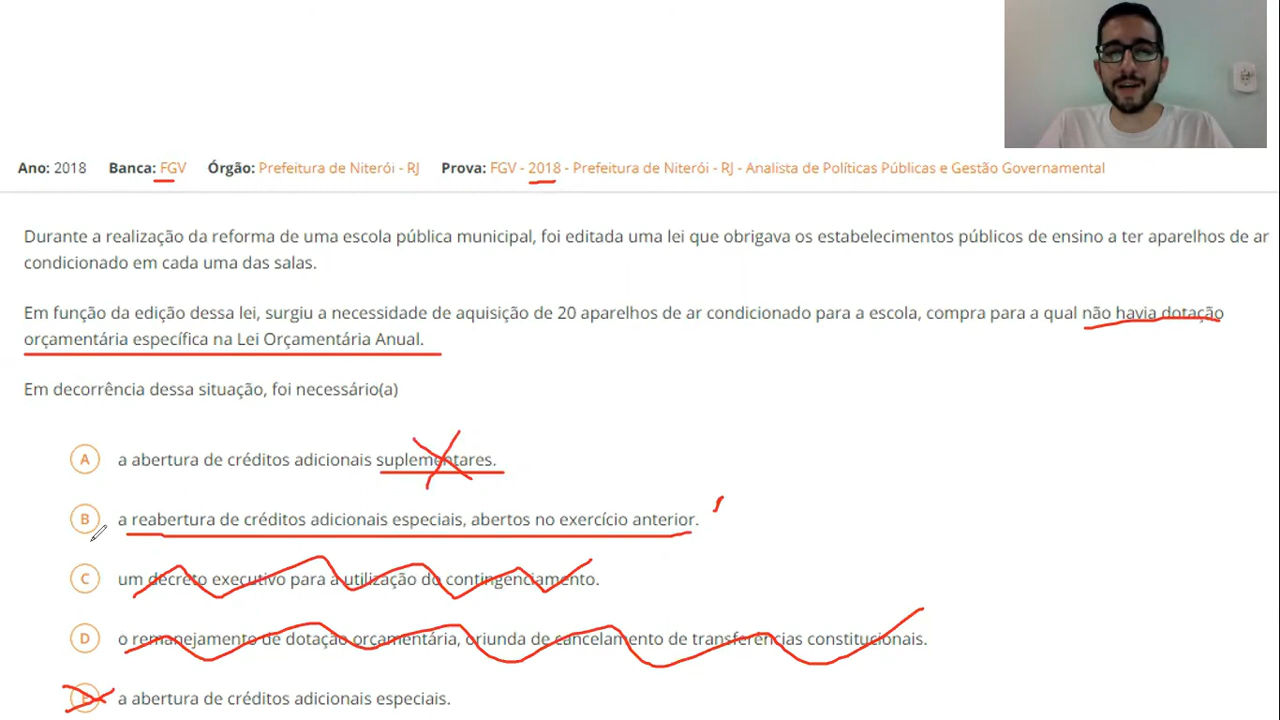 Ano: 2018 Banca: FGV Órgão: Prefeitura de Niterói - RJ Prova: FGV - 2018 - Prefeitura de Niterói - RJ - Analista de Políticas Públicas e Gestão Governamental
Durante a realização da reforma de uma escola pública municipal, foi editada uma lei que obrigava os estabelecimentos públicos de ensino a ter aparelhos de ar
condicionado em cada uma das salas.
Em função da edição dessa lei, surgiu a necessidade de aquisição de 20 aparelhos de ar condicionado para a escola, compra para a qual não havia dotação
orçamentária específica na Lei Orçamentária Anual.
Em decorrência dessa situação, foi necessário(a)
A a abertura de créditos adicionais suplementares.
B a reabertura de créditos adicionais especiais, abertos no exercício anterior.
C um decreto executivo para a utilização do contingenciamento.
D o remanejamento de dotação orçamentária, oriunda de cancelamento de transferências constitucionais.
E a abertura de créditos adicionais especiais.